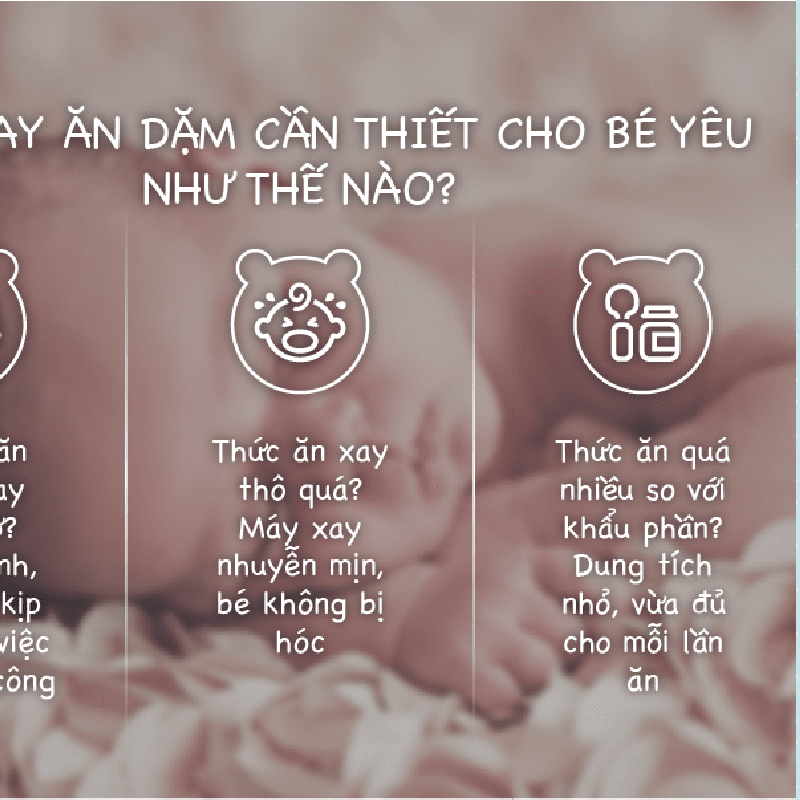 AY ĂN DẶM CẦN THIẾT CHO BÉ YÊU
NHƯ THẾ NÀO?
ăn
ay
?
nh,
kịp
việc
công
Thức ăn xay
thô quá?
Máy xay
nhuyễn mịn,
bé không bị
hóc
Thức ăn quá
nhiều so với
khẩu phần?
Dung tích
nhỏ, vừa đủ
cho mỗi lần
ăn